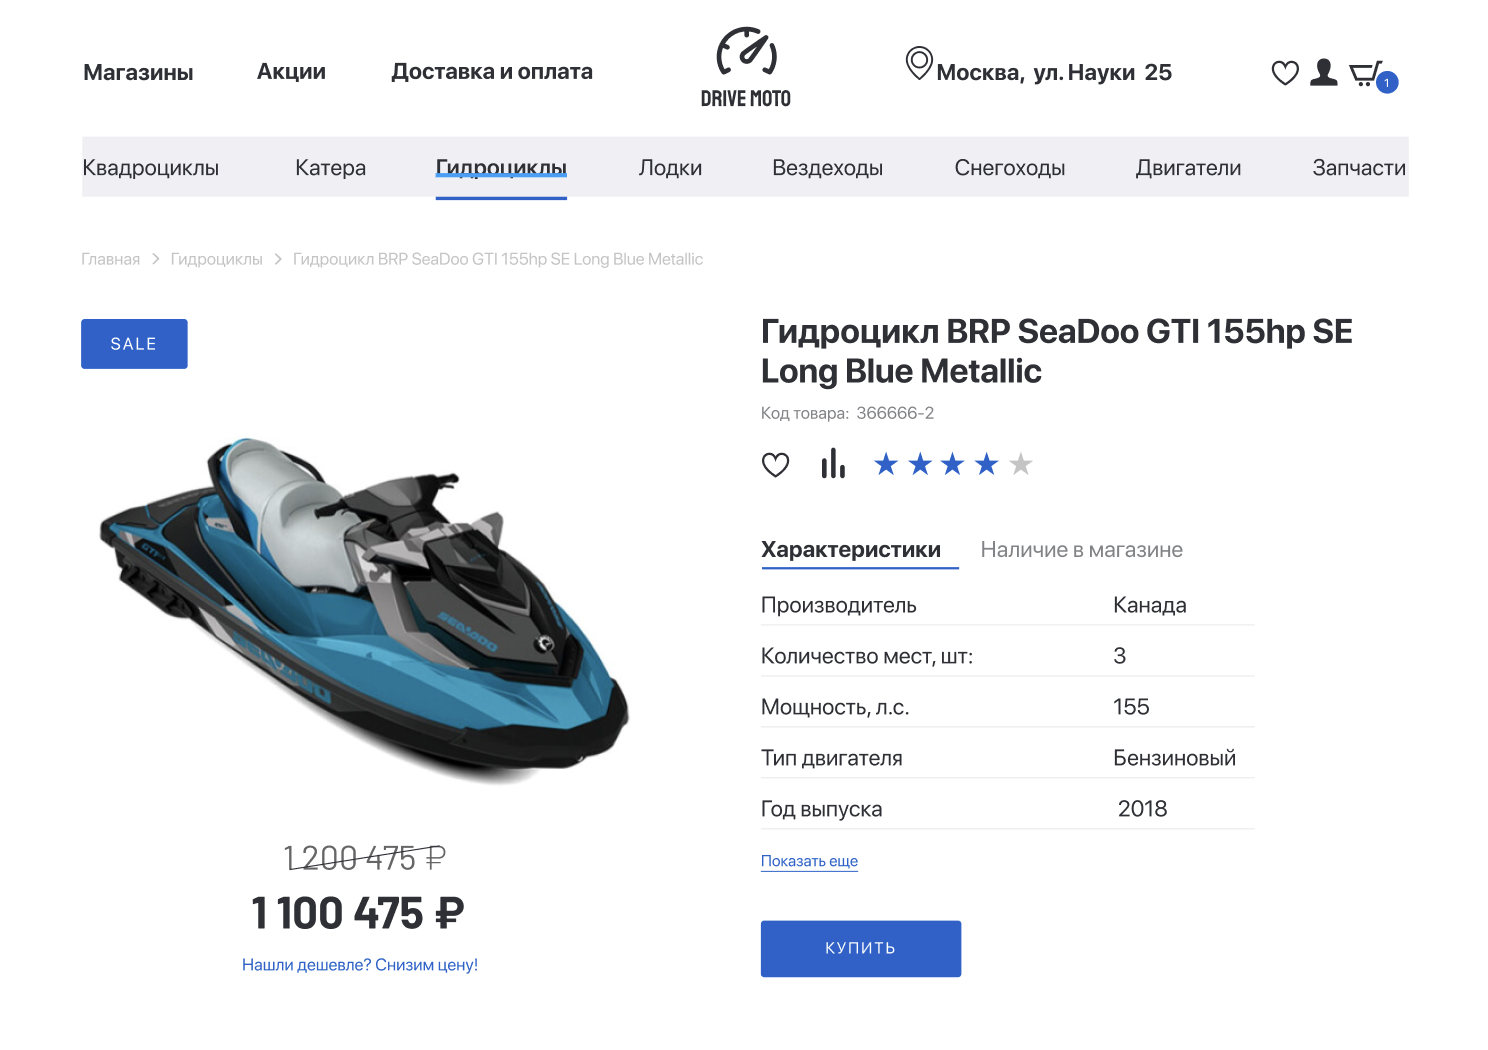 Магазины
Акции
Доставка и оплата
DRIVE MOTO
Москва, ул. Науки 25
1
Квадроциклы
Катера
Гидроциклы
Лодки
Вездеходы
Снегоходы
Двигатели
Запчасти
Главная > Гидроциклы > Гидроцикл BRP SeaDoo GTI 155hp SE Long Blue Metallic
SALE
Гидроцикл BRP SeaDoo GTI 155hp SE
Long Blue Metallic
Код товара: 366666-2
Характеристики
Наличие в магазине
Производитель Канада
Количество мест, шт: 3
Мощность, л.с. 155
Тип двигателя Бензиновый
Год выпуска 2018
Показать еще
КУПИТЬ
SEADOO
1 200 475 ₽
1 100 475 ₽
Нашли дешевле? Снизим цену!